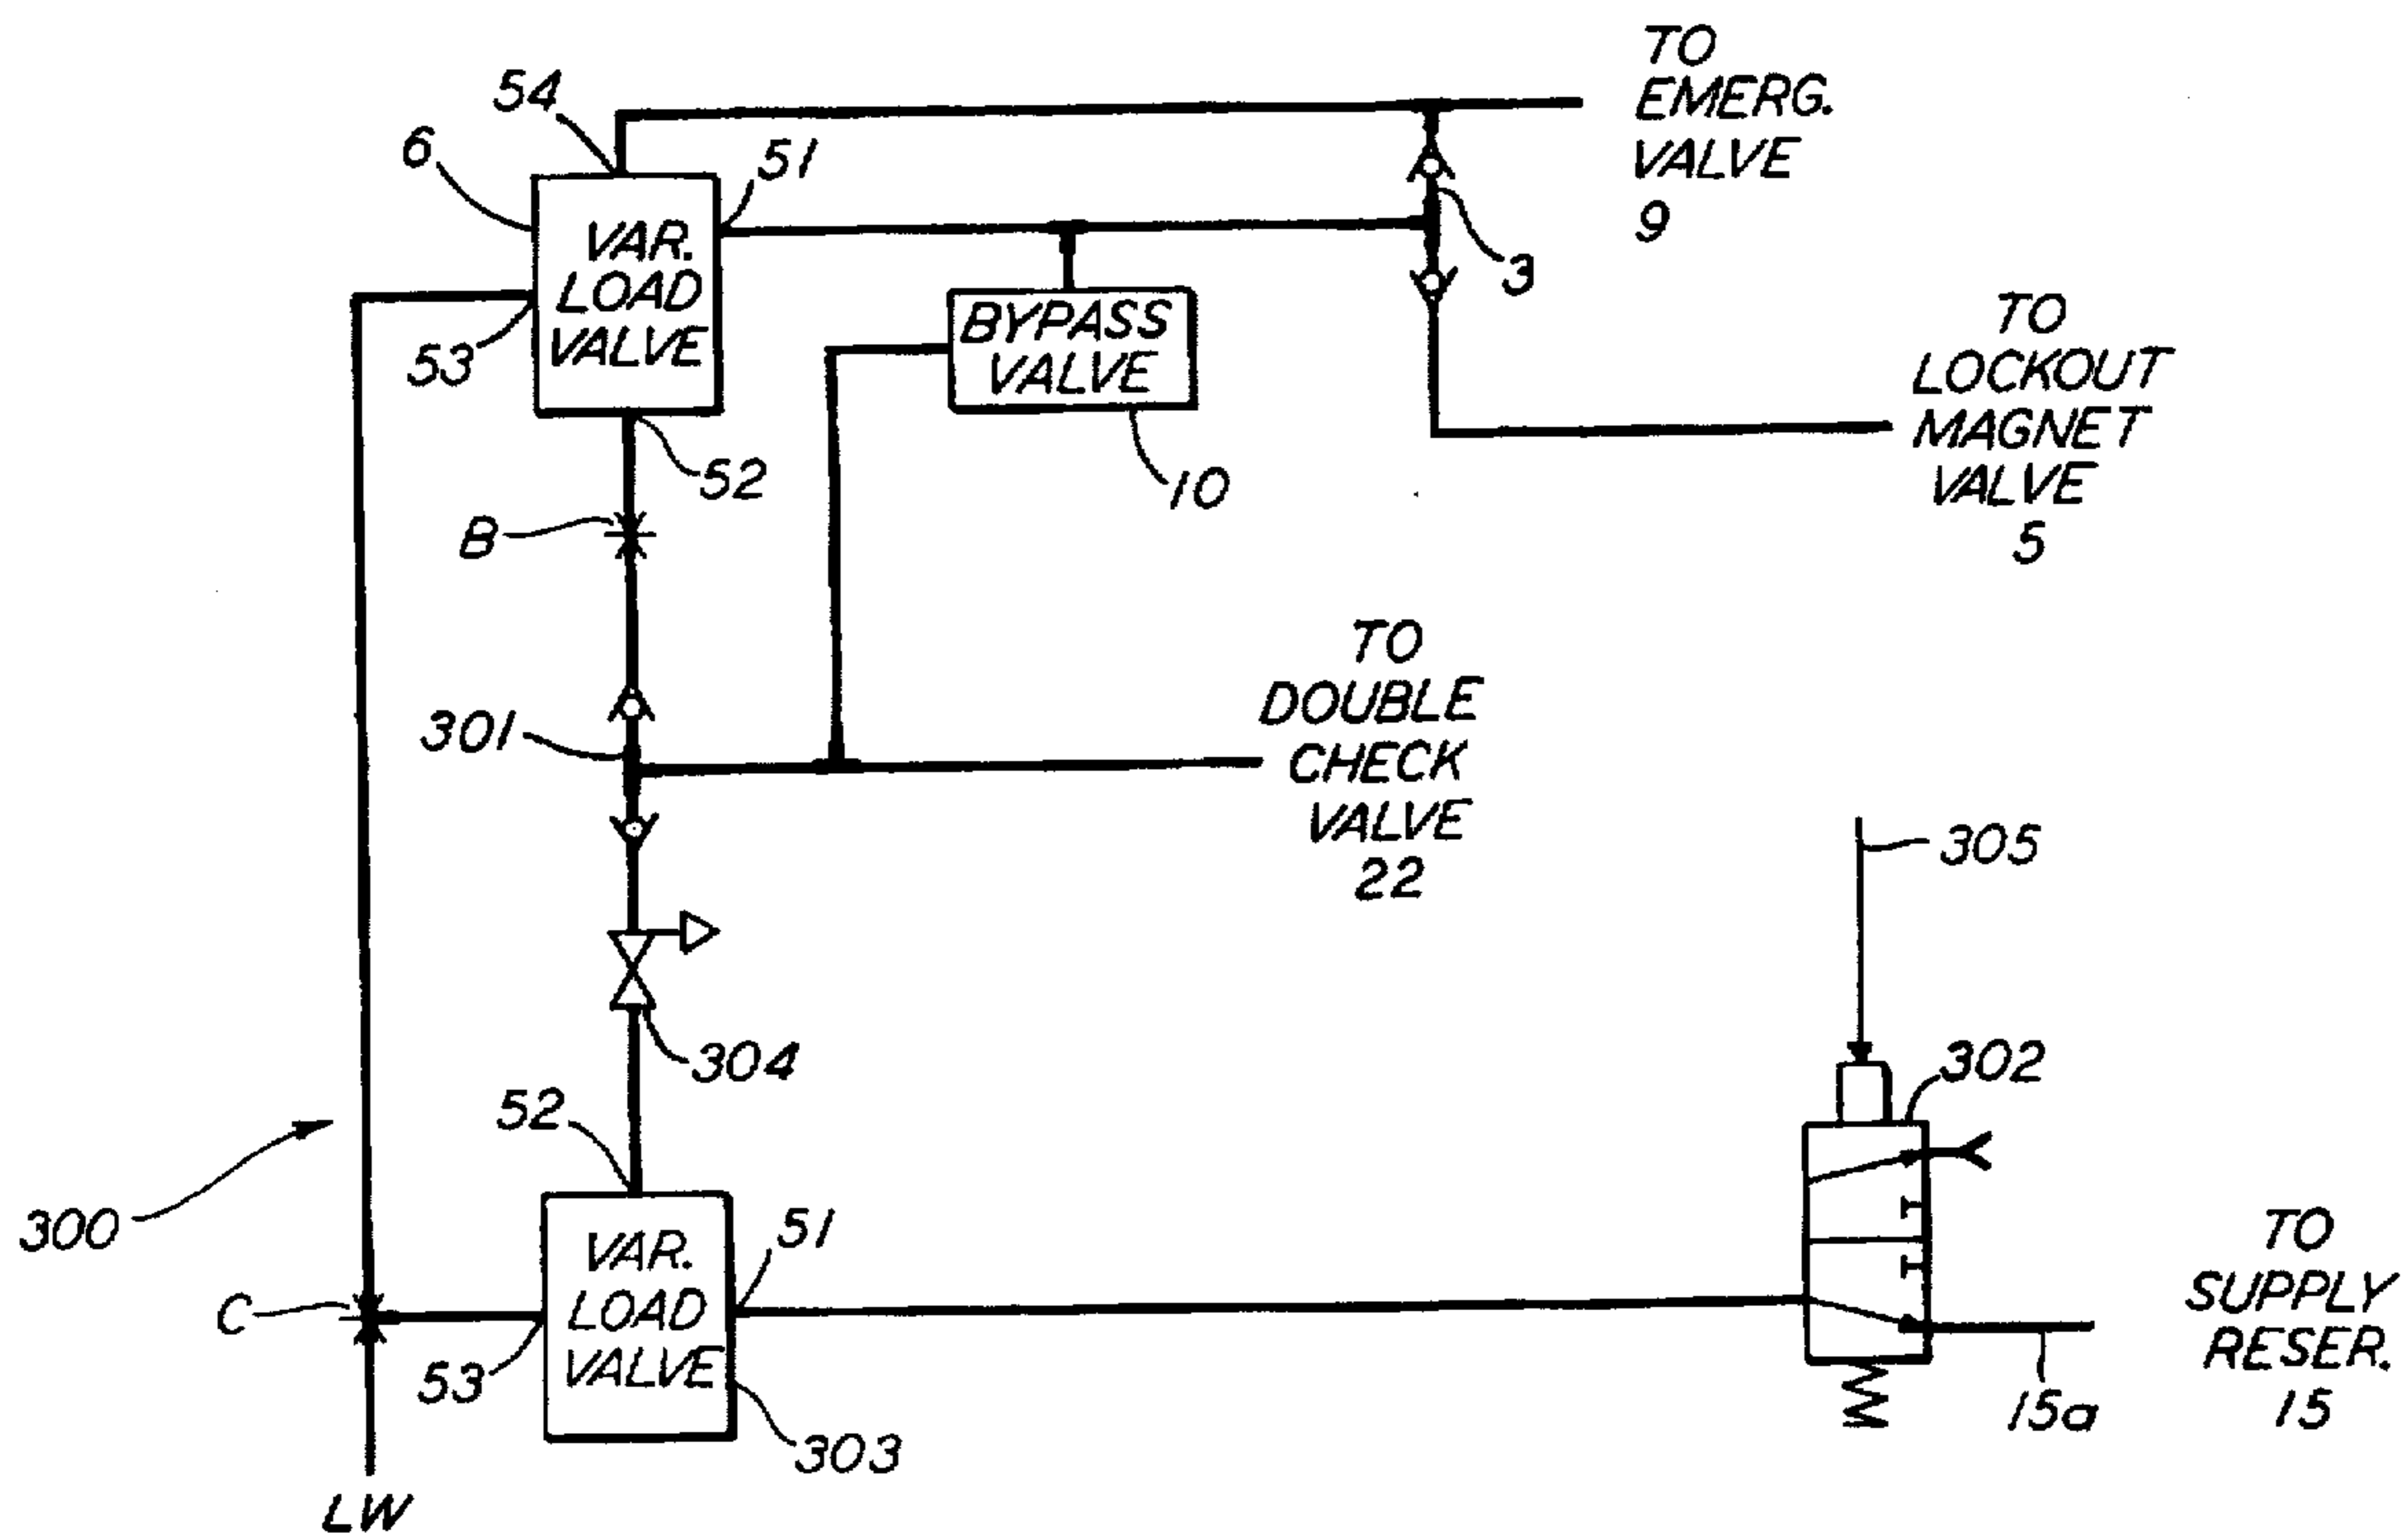 TO
EMERG.
VALVE
9
54
6
51
VAR.
LOAD
VALVE
53
3
BYPASS
VALVE
TO
LOCKOUT
MAGNET
VALVE
5
52
10
B
TO
DOUBLE
CHECK
VALVE
22
301
305
304
302
52
300
51
VAR.
LOAD
VALVE
TO
SUPPLY
RESER.
15
C
53
15a
303
LW